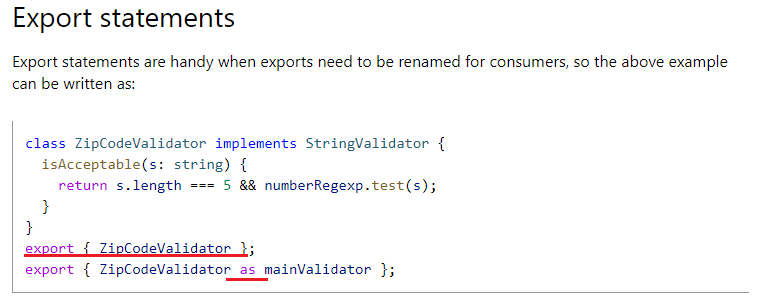 Export statements
Export statements are handy when exports need to be renamed for consumers, so the above example
can be written as:
class ZipCodeValidator implements StringValidator {
  isAcceptable(s: string) {
    return s.length === 5 && numberRegexp.test(s);
  }
}
export { ZipCodeValidator };
export { ZipCodeValidator as mainValidator };